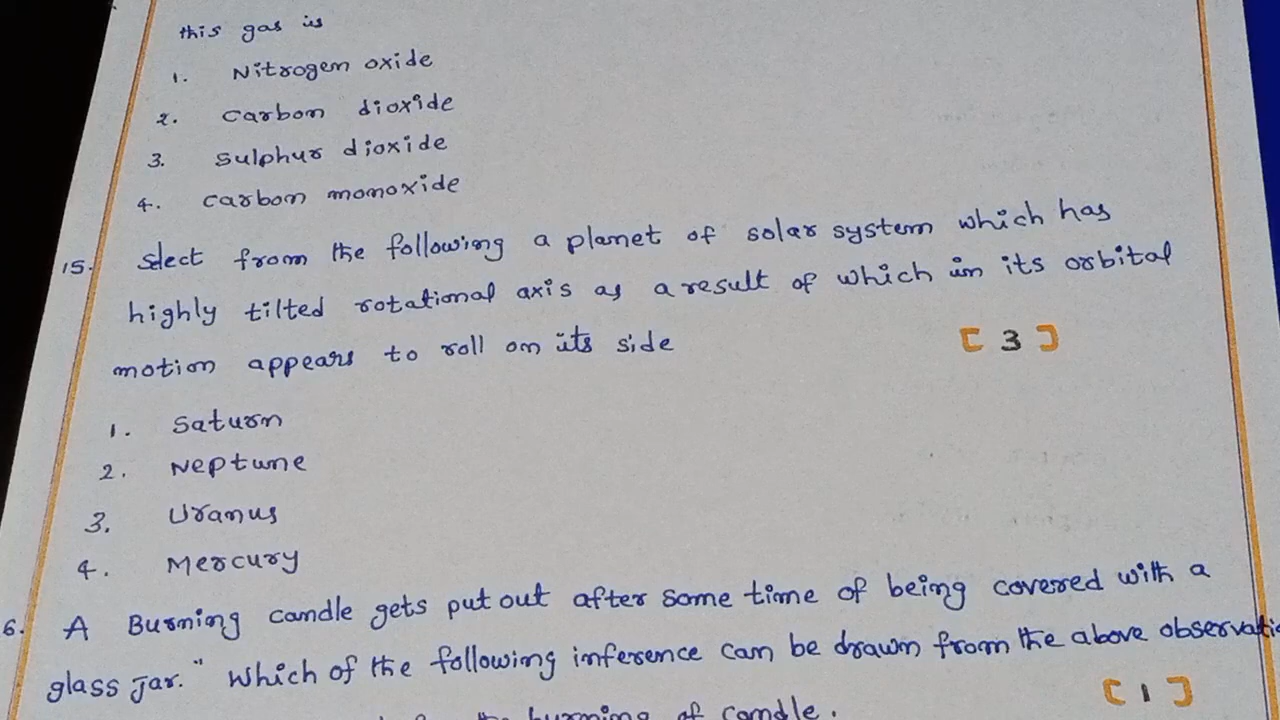 this gas is
1. Nitrogen oxide
2. Carbon dioxide
3. Sulphur dioxide
4. Carbon monoxide
15. Select from the following a planet of solar system which has
highly tilted rotational axis as a result of which in its orbital
motion appears to roll on its side [ 3 ]
1. Saturn
2. Neptune
3. Uranus
4. Mercury
6. A Burning candle gets put out after some time of being covered with a
glass jar." Which of the following inference can be drawn from the above observatio
[ 1 ]
burning of candle.